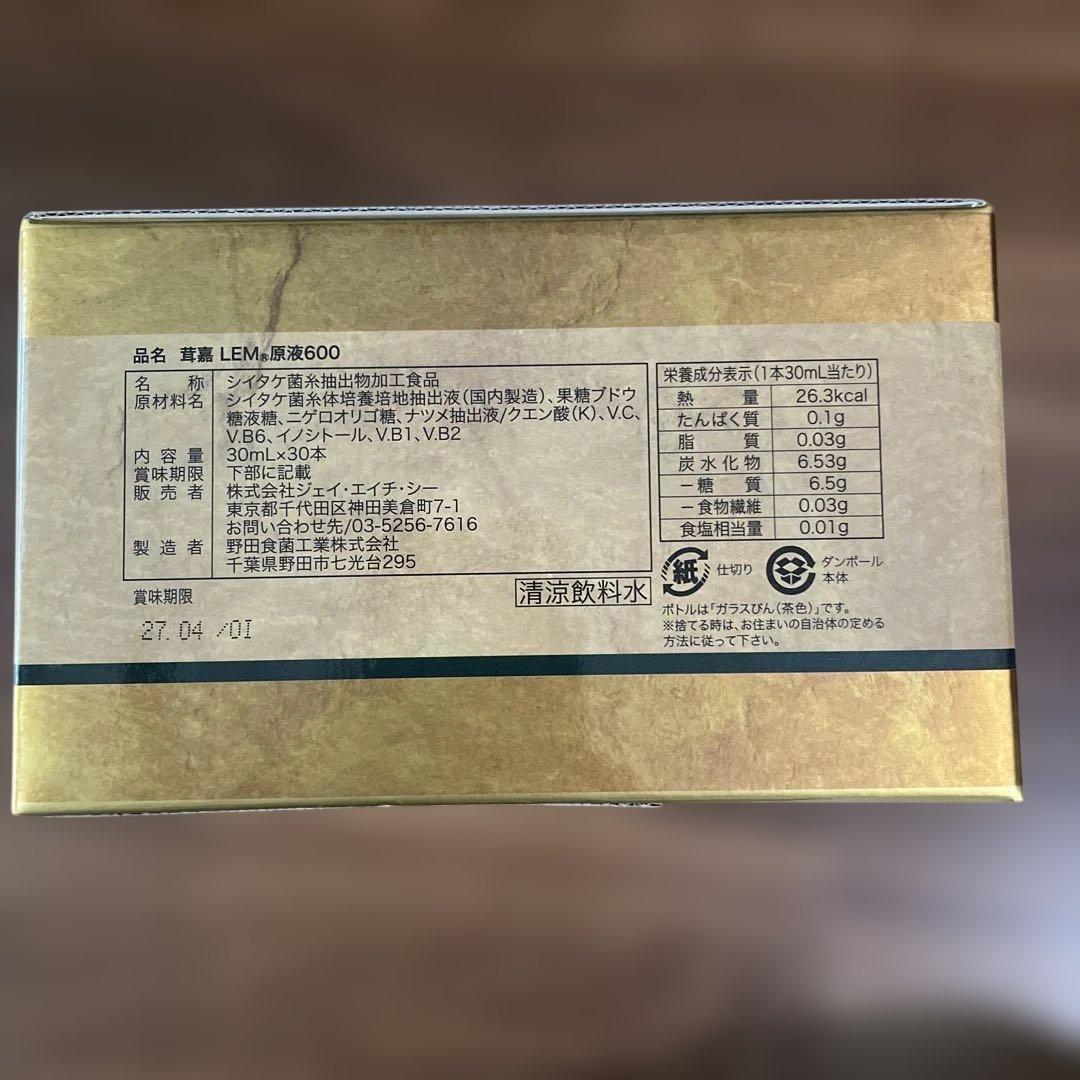 品名 茸嘉 LEM®原液600
名称 シイタケ菌糸抽出物加工食品
原材料名 シイタケ菌糸体培養培地抽出液(国内製造)、果糖ブドウ
糖液糖、ニゲロオリゴ糖、ナツメ抽出液/クエン酸(K)、V.C、
V.B6、イノシトール、V.B1、V.B2
内容量 30mL×30本
賞味期限 下部に記載
販売者 株式会社ジェイ・エイチ・シー
東京都千代田区神田美倉町7-1
お問い合わせ先/03-5256-7616
製造者 野田食菌工業株式会社
千葉県野田市七光台295
賞味期限
27.04 /01
清涼飲料水
栄養成分表示(1本30mL当たり)
熱量 26.3kcal
たんぱく質 0.1g
脂質 0.03g
炭水化物 6.53g
-糖質 6.5g
-食物繊維 0.03g
食塩相当量 0.01g
紙 仕切り
ダンボール
本体
ボトルは「ガラスびん(茶色)」です。
※捨てる時は、お住まいの自治体の定める
方法に従って下さい。